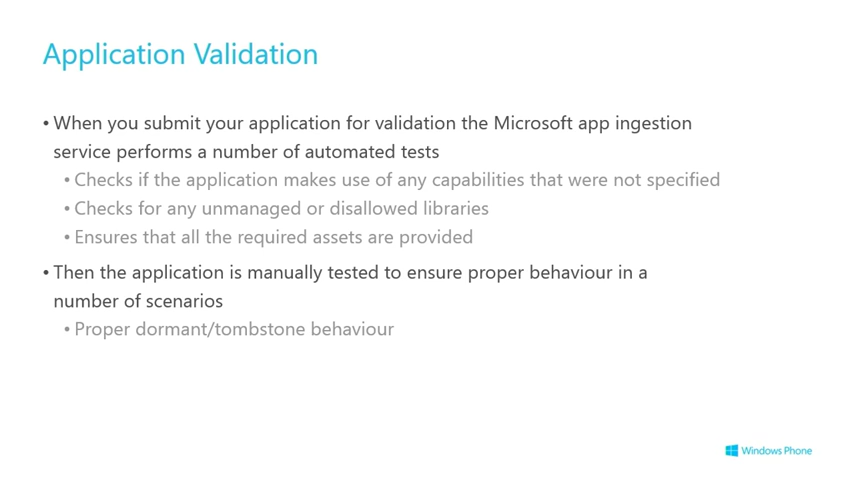 Application Validation
• When you submit your application for validation the Microsoft app ingestion
service performs a number of automated tests
• Checks if the application makes use of any capabilities that were not specified
• Checks for any unmanaged or disallowed libraries
• Ensures that all the required assets are provided
• Then the application is manually tested to ensure proper behaviour in a
number of scenarios
• Proper dormant/tombstone behaviour
Windows Phone